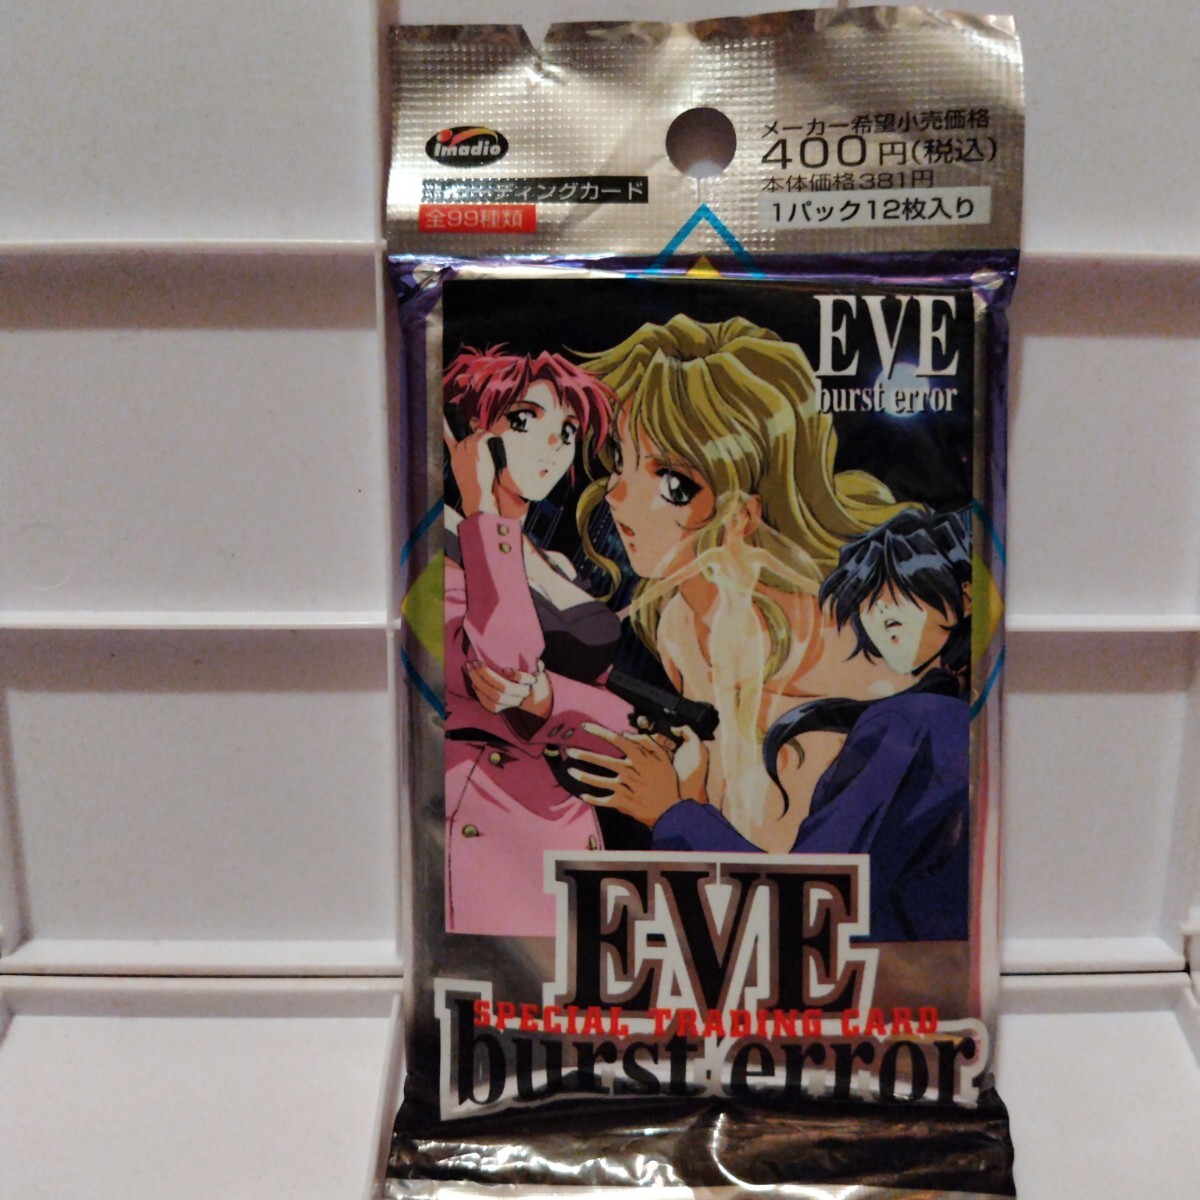 imadio
ーディングカード
全99種類
メーカー希望小売価格
400円(税込)
本体価格381円
1パック12枚入り
EVE
burst error
EVE
SPECIAL TRADING CARD
burst error